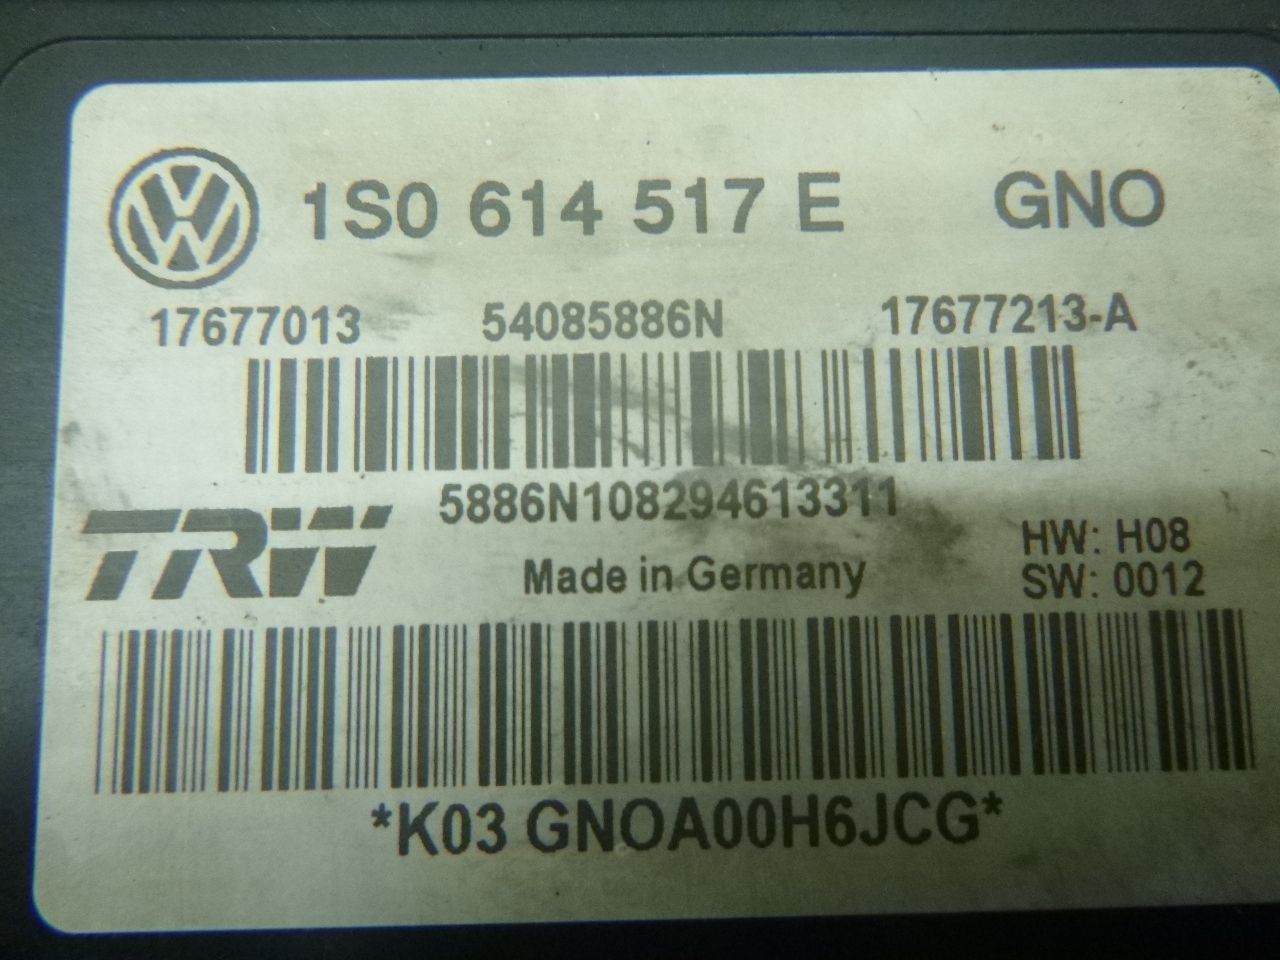 1S0 614 517 E GNO
17677013 54085886N 17677213-A
5886N108294613311
TRW
Made in Germany
HW: H08
SW: 0012
*K03 GNOA00H6JCG*